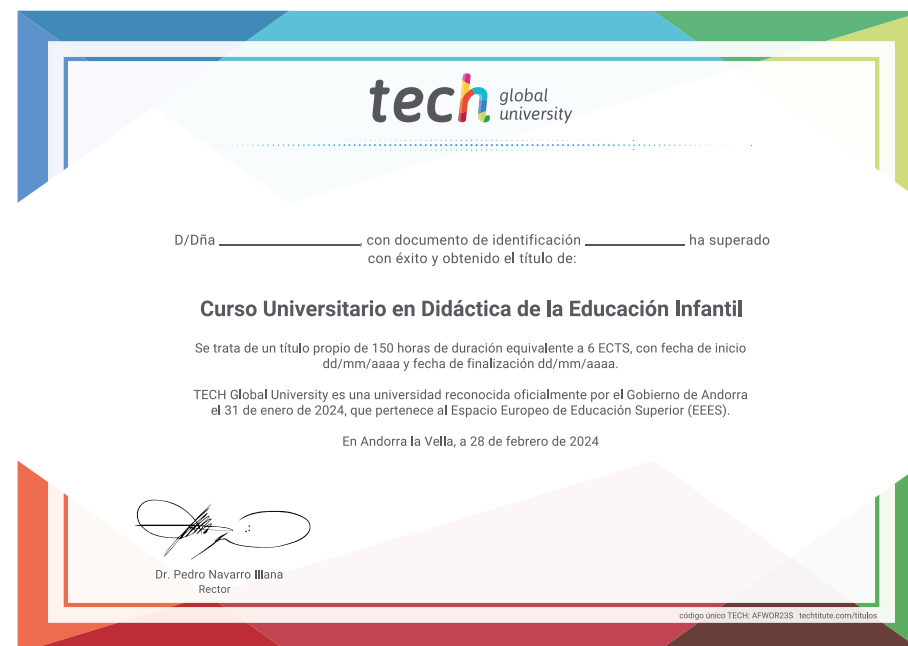 tech global university
D/Dña ____________________, con documento de identificación ______________ ha superado
con éxito y obtenido el título de:
Curso Universitario en Didáctica de la Educación Infantil
Se trata de un título propio de 150 horas de duración equivalente a 6 ECTS, con fecha de inicio
dd/mm/aaaa y fecha de finalización dd/mm/aaaa.
TECH Global University es una universidad reconocida oficialmente por el Gobierno de Andorra
el 31 de enero de 2024, que pertenece al Espacio Europeo de Educación Superior (EEES).
En Andorra la Vella, a 28 de febrero de 2024
Dr. Pedro Navarro Illana
Rector
código único TECH: AFWOR23S techtitute.com/titulos